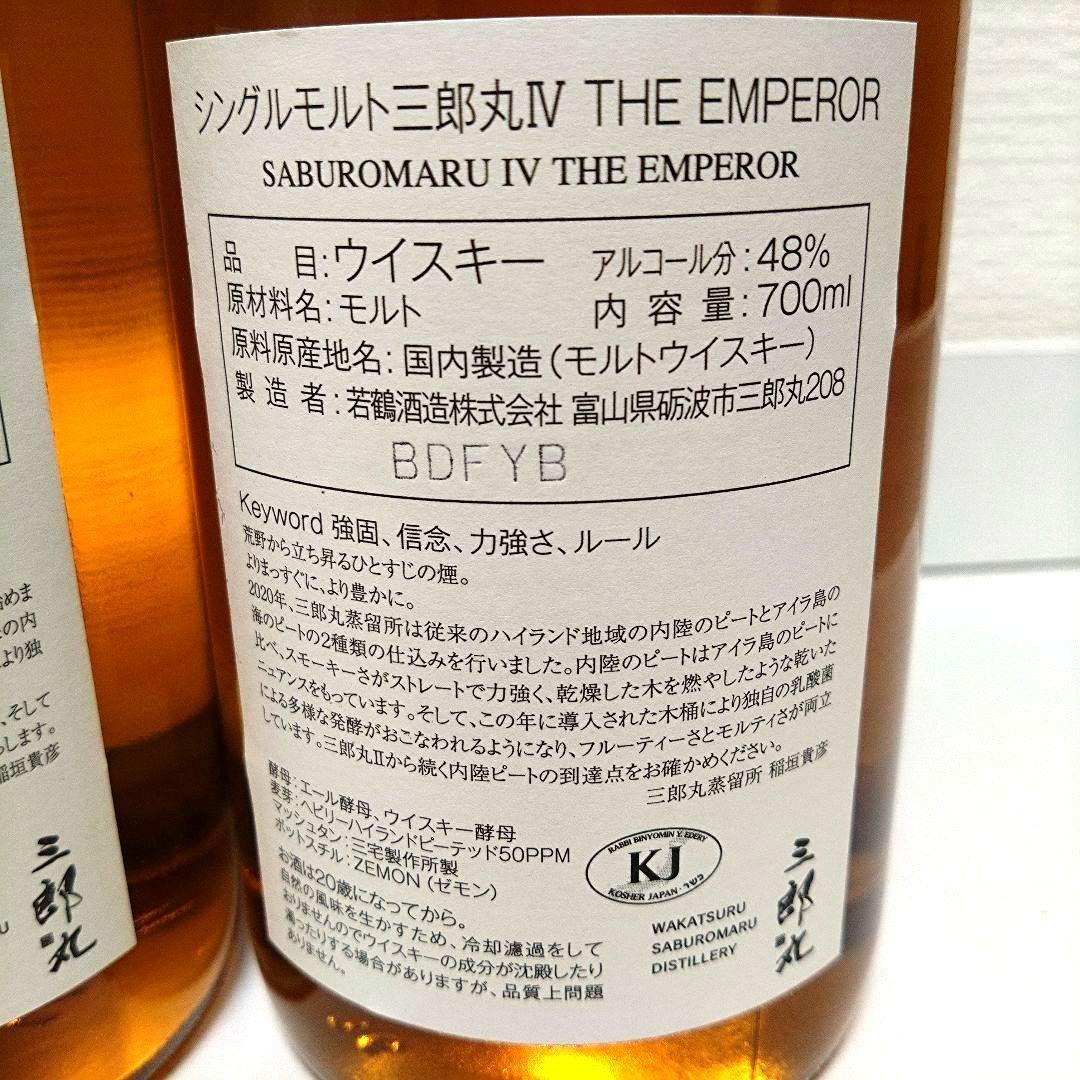 シングルモルト三郎丸Ⅳ THE EMPEROR
SABUROMARU IV THE EMPEROR
品 目:ウイスキー アルコール分:48%
原材料名:モルト 内容量:700ml
原料原産地名:国内製造(モルトウイスキー)
製造者:若鶴酒造株式会社 富山県砺波市三郎丸208
BDFYB
Keyword 強固、信念、力強さ、ルール
荒野から立ち昇るひとすじの煙。
よりまっすぐに、より豊かに。
2020年、三郎丸蒸留所は従来のハイランド地域の内陸のピートとアイラ島の
海のピートの2種類の仕込みを行いました。内陸のピートはアイラ島のピートに
比べ、スモーキーさがストレートで力強く、乾燥した木を燃やしたような乾いた
ニュアンスをもっています。そして、この年に導入された木桶により独自の乳酸菌
による多様な発酵がおこなわれるようになり、フルーティーさとモルティさが両立
しています。三郎丸Ⅱから続く内陸ピートの到達点をお確かめください。
三郎丸蒸留所 稲垣貴彦
酵母:エール酵母、ウイスキー酵母
麦芽:ヘビリーハイランドピーテッド50PPM
マッシュタン:三宅製作所製
ポットスチル:ZEMON(ゼモン)
お酒は20歳になってから。
自然の風味を生かすため、冷却濾過をして
おりませんのでウイスキーの成分が沈殿したり
濁ったりする場合がありますが、品質上問題
ありません。
RABBI BINYOMIN Y. EDERY
KJ
KOSHER JAPAN・כשר
WAKATSURU
SABUROMARU
DISTILLERY
三郎丸
の内
より独
、そして
します。
稲垣貴彦
三郎丸